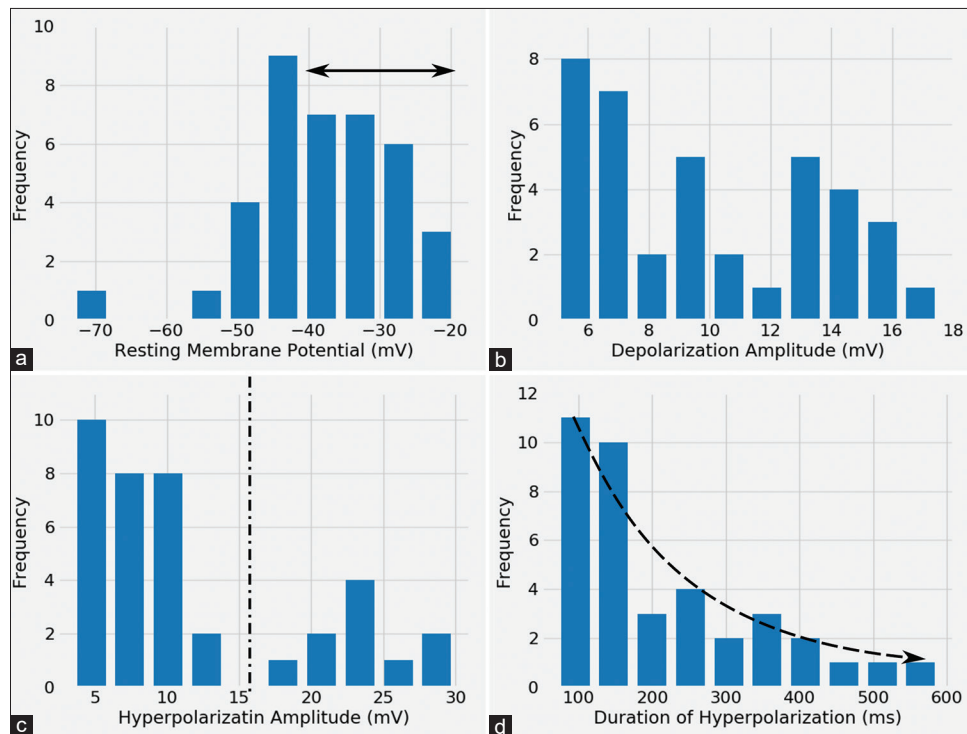 10
8
6
4
2
0
Frequency
−70 −60 −50 −40 −30 −20
Resting Membrane Potential (mV)
a
8
6
4
2
0
Frequency
6 8 10 12 14 16 18
Depolarization Amplitude (mV)
b
10
8
6
4
2
0
Frequency
5 10 15 20 25 30
Hyperpolarizatin Amplitude (mV)
c
12
10
8
6
4
2
0
Frequency
100 200 300 400 500 600
Duration of Hyperpolarization (ms)
d